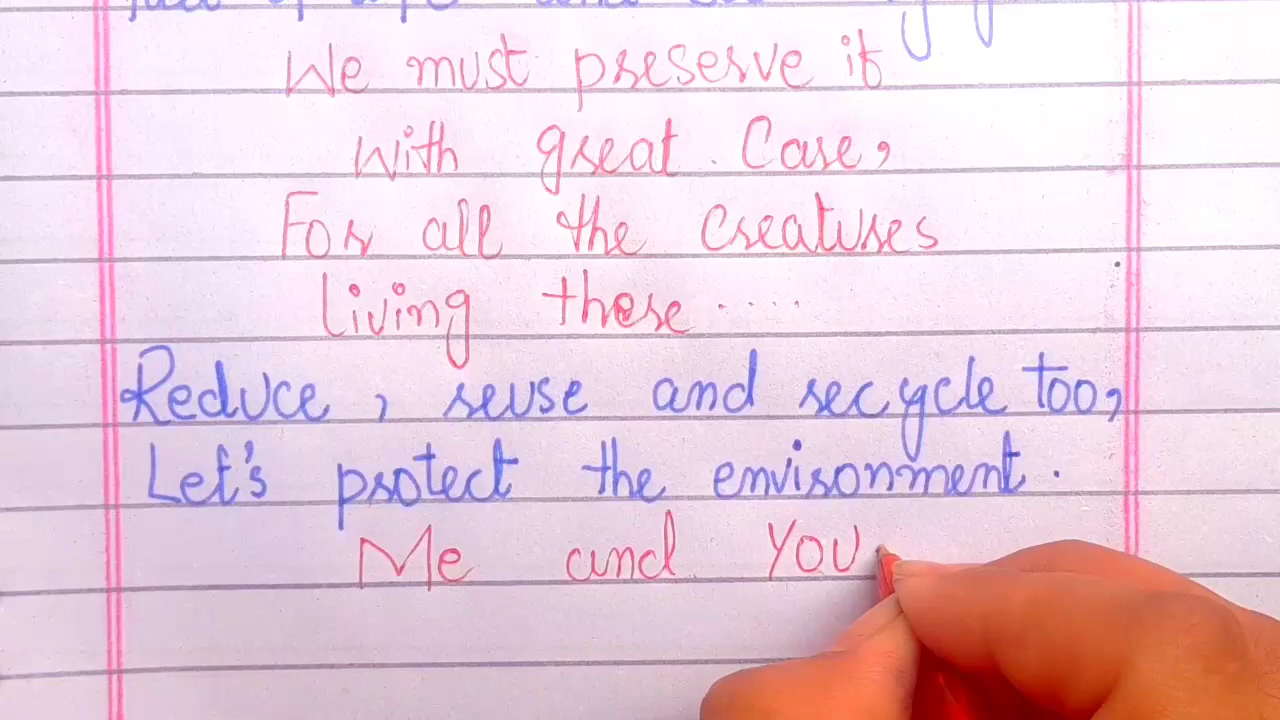 We must preserve it
With great Care,
For all the creatures
living there.....
Reduce, reuse and recycle too,
Let's protect the environment.
Me and You